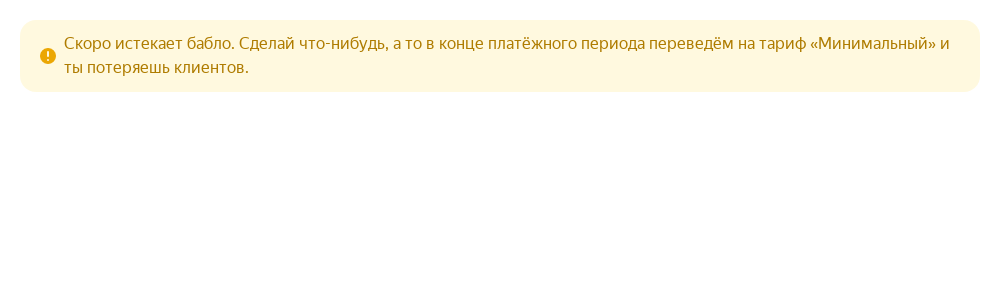 Скоро истекает бабло. Сделай что-нибудь, а то в конце платёжного периода переведём на тариф «Минимальный» и
ты потеряешь клиентов.